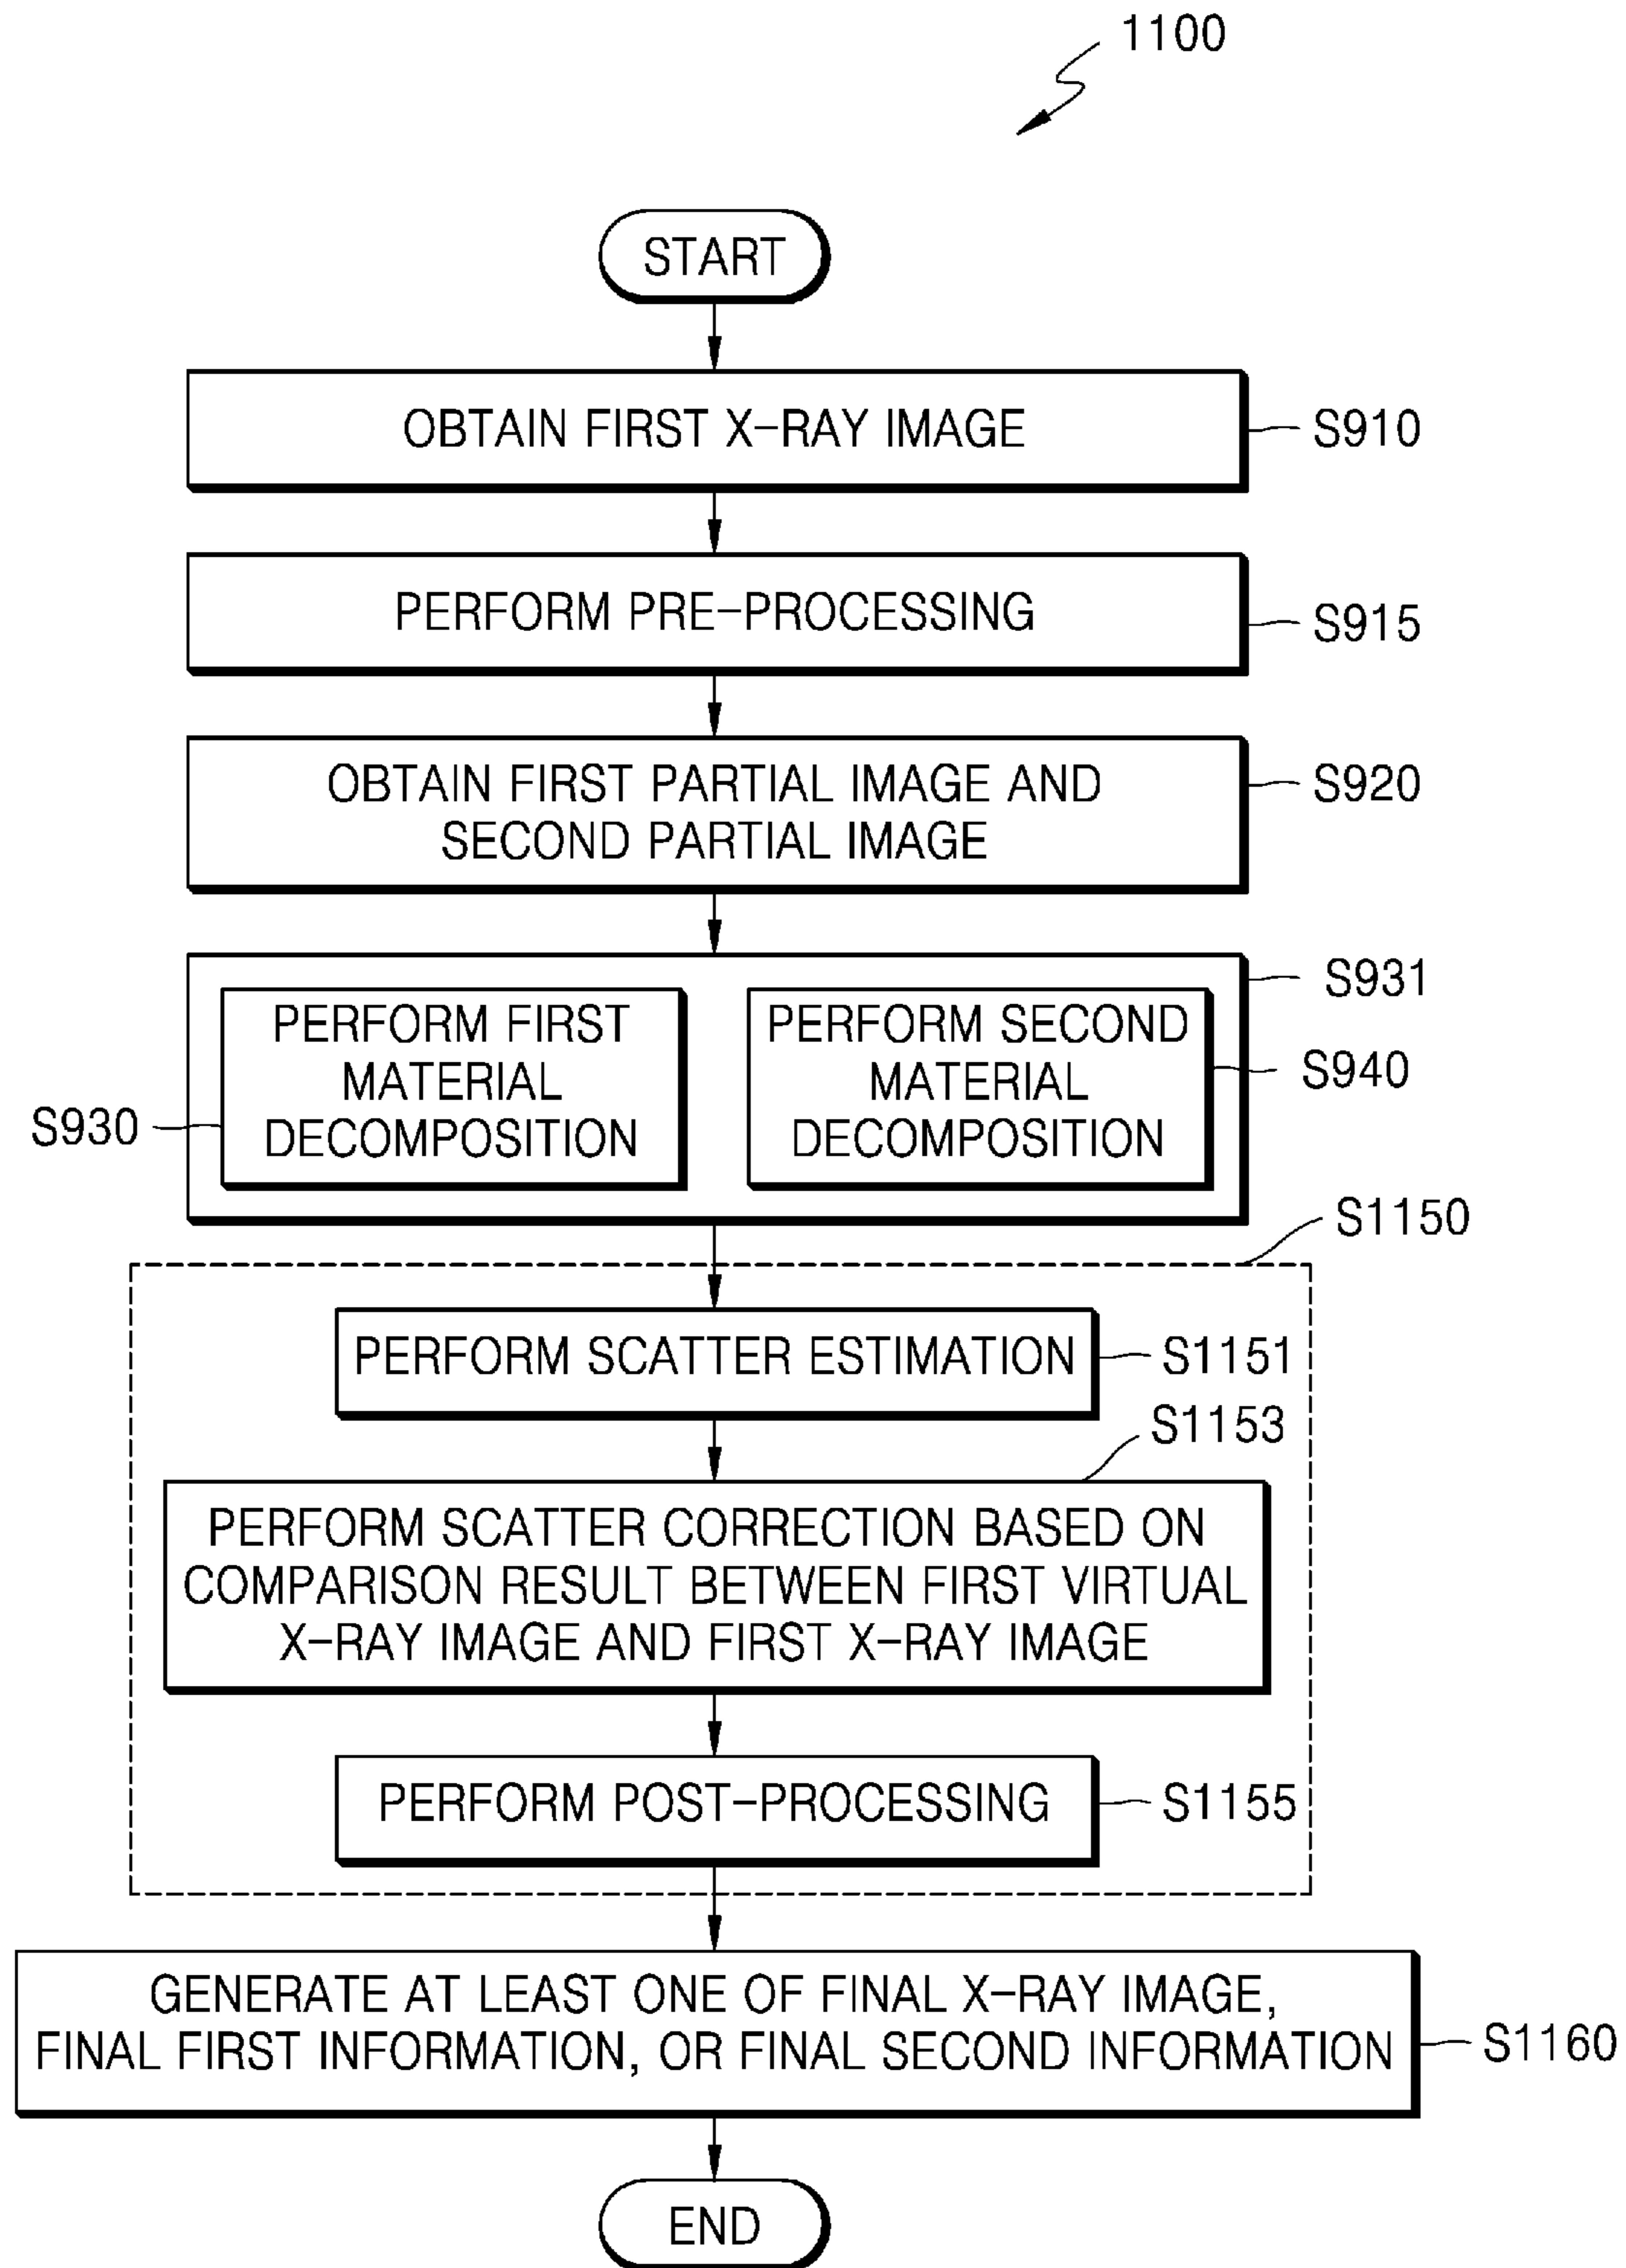 1100
START
OBTAIN FIRST X-RAY IMAGE
S910
PERFORM PRE-PROCESSING
S915
OBTAIN FIRST PARTIAL IMAGE AND
SECOND PARTIAL IMAGE
S920
S931
PERFORM FIRST
MATERIAL
DECOMPOSITION
S930
PERFORM SECOND
MATERIAL
DECOMPOSITION
S940
S1150
PERFORM SCATTER ESTIMATION
S1151
S1153
PERFORM SCATTER CORRECTION BASED ON
COMPARISON RESULT BETWEEN FIRST VIRTUAL
X-RAY IMAGE AND FIRST X-RAY IMAGE
PERFORM POST-PROCESSING
S1155
GENERATE AT LEAST ONE OF FINAL X-RAY IMAGE,
FINAL FIRST INFORMATION, OR FINAL SECOND INFORMATION
S1160
END